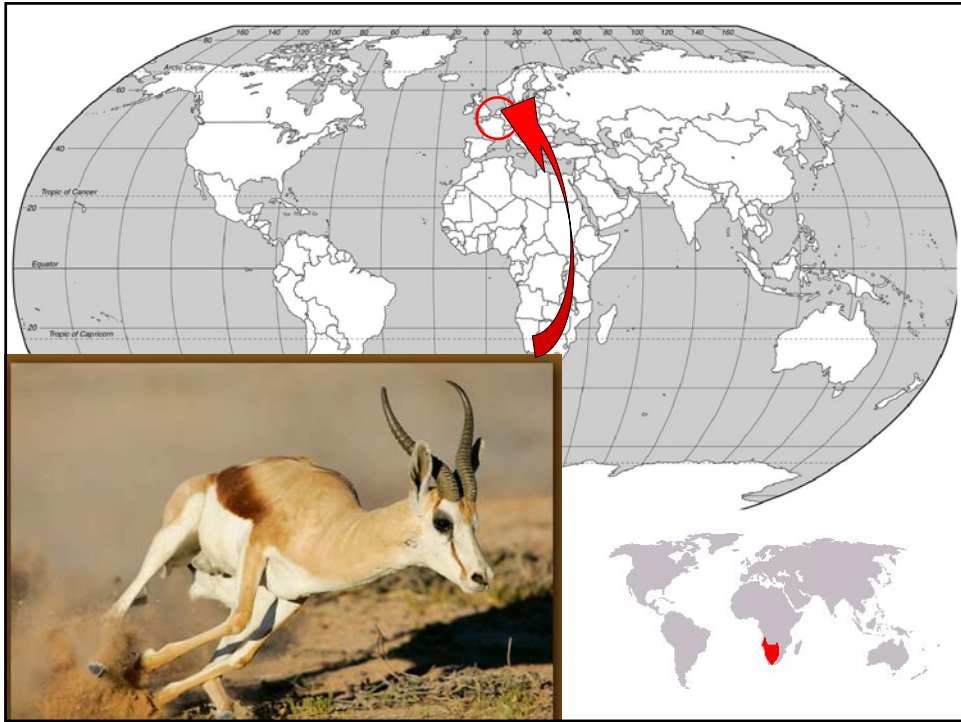 160 140 120 100 80 60 40 20 0 20 40 60 80 100 120 140 160
80
Arctic Circle
60
40
Tropic of Cancer
20
Equator
20
Tropic of Capricorn